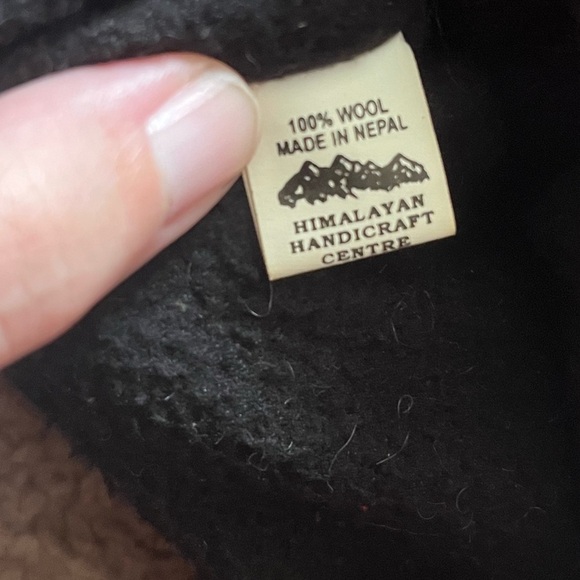 100% WOOL
MADE IN NEPAL
HIMALAYAN
HANDICRAFT
CENTRE